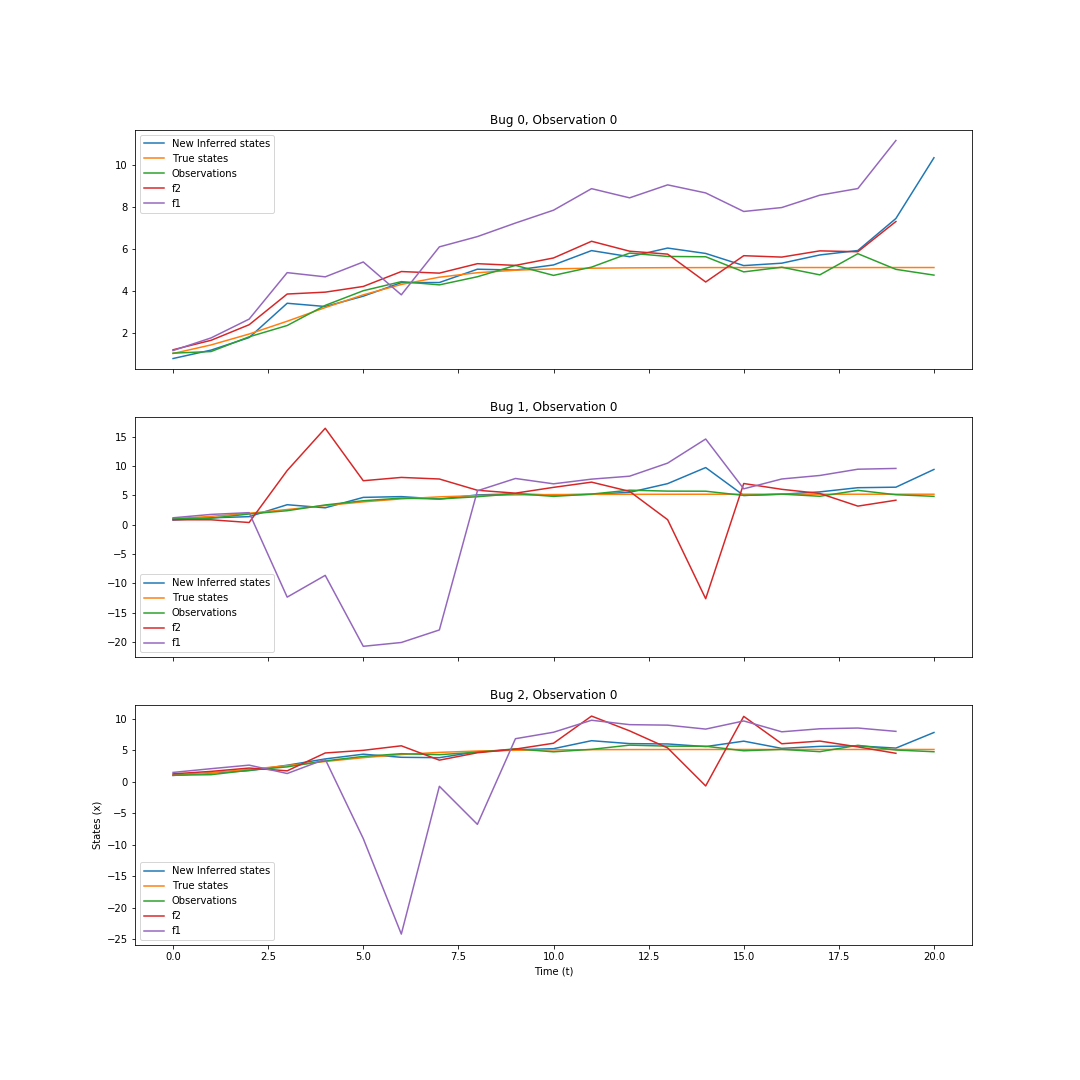 Bug 0, Observation 0
New Inferred states
True states
Observations
f2
f1
10
8
6
4
2
Bug 1, Observation 0
15
10
5
0
−5
−10
−15
−20
New Inferred states
True states
Observations
f2
f1
Bug 2, Observation 0
10
5
0
−5
−10
−15
−20
−25
States (x)
New Inferred states
True states
Observations
f2
f1
0.0 2.5 5.0 7.5 10.0 12.5 15.0 17.5 20.0
Time (t)